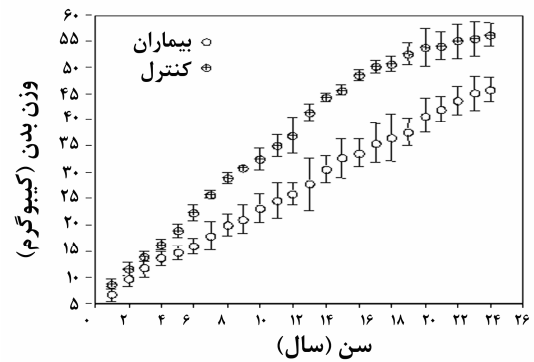 ۶۰
۵۵
۵۰
۴۵
۴۰
۳۵
۳۰
۲۵
۲۰
۱۵
۱۰
۵
وزن بدن (کیبوگرم)
بیماران
کنترل
۰ ۲ ۴ ۶ ۸ ۱۰ ۱۲ ۱۴ ۱۶ ۱۸ ۲۰ ۲۲ ۲۴ ۲۶
سن (سال)